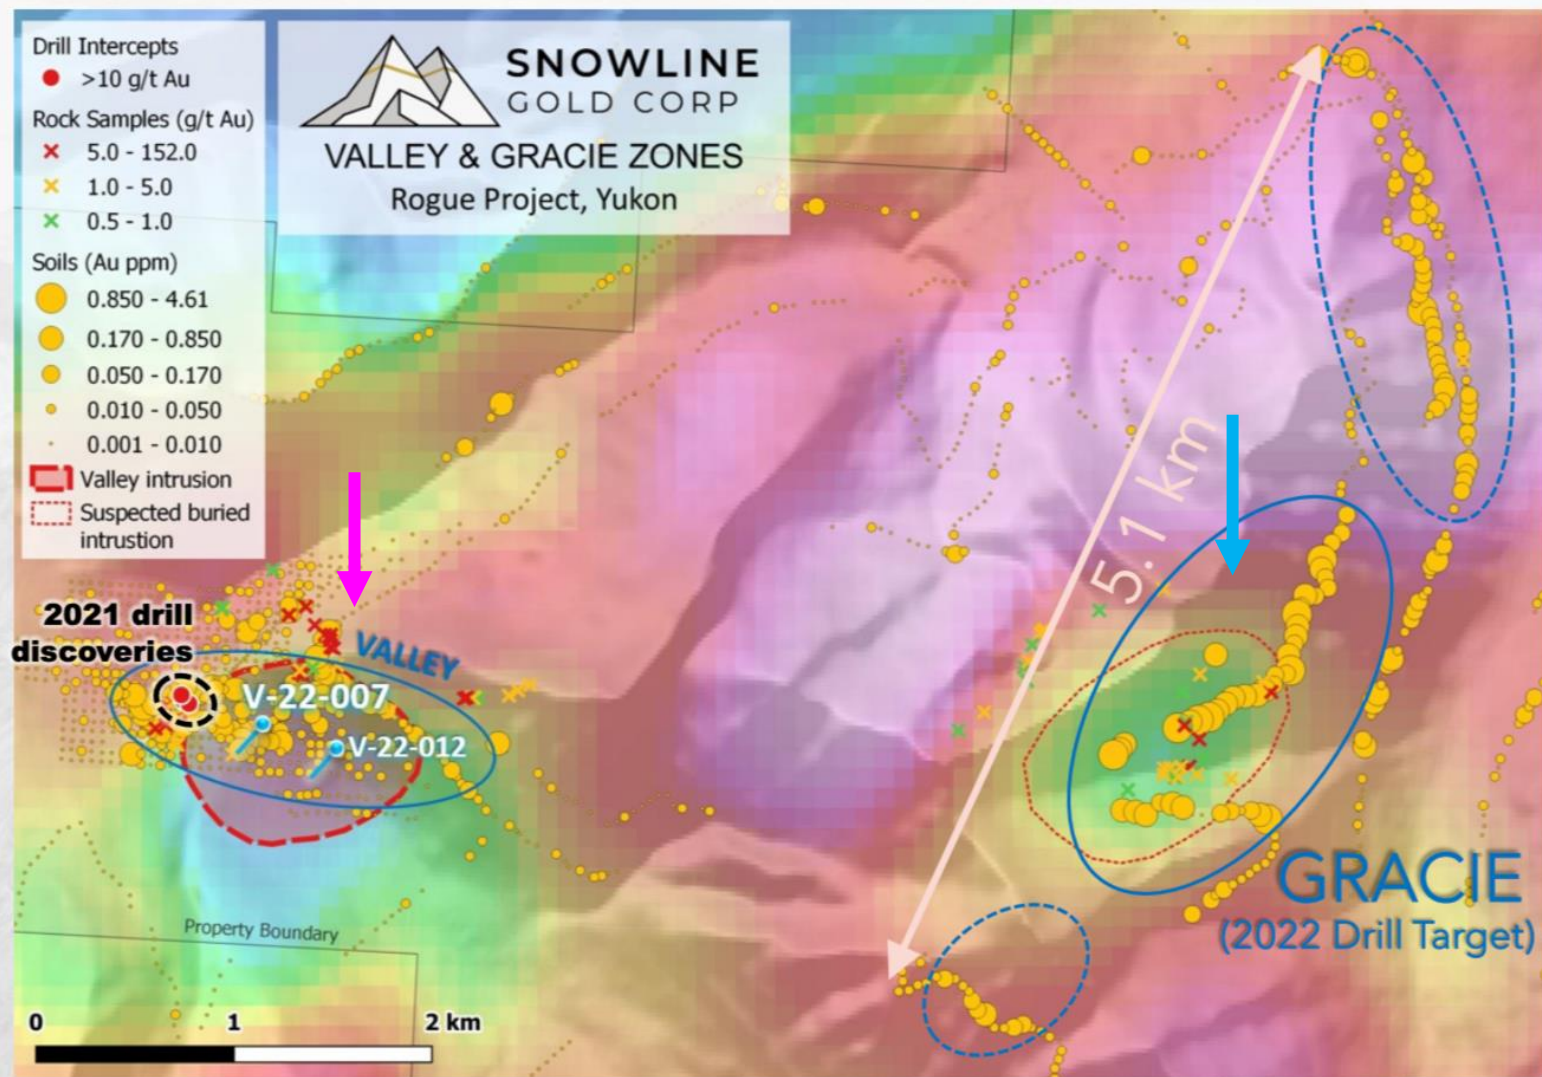 Drill Intercepts
>10 g/t Au
Rock Samples (g/t Au)
5.0 - 152.0
1.0 - 5.0
0.5 - 1.0
Soils (Au ppm)
0.850 - 4.61
0.170 - 0.850
0.050 - 0.170
0.010 - 0.050
0.001 - 0.010
Valley intrusion
Suspected buried
intrustion
SNOWLINE
GOLD CORP
VALLEY & GRACIE ZONES
Rogue Project, Yukon
5.1 km
2021 drill
discoveries
VALLEY
V-22-007
V-22-012
GRACIE
(2022 Drill Target)
Property Boundary
0 1 2 km